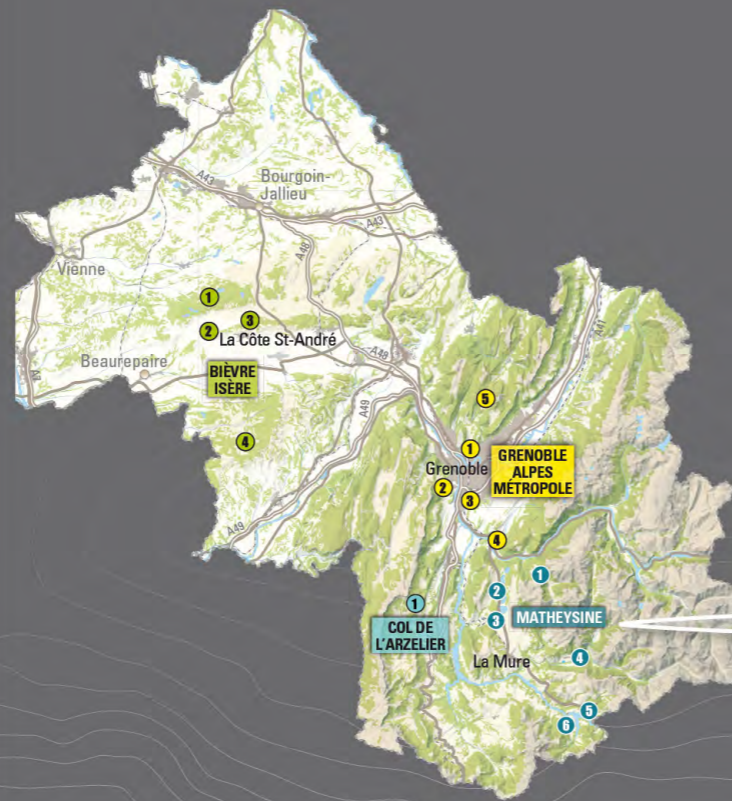 A43
Bourgoin-
Jallieu
A43
A48
Vienne
A41
1
3
2
La Côte St-André
A48
A7
Beaurepaire
BIÈVRE
ISÈRE
5
A49
4
1
Grenoble
GRENOBLE
ALPES
MÉTROPOLE
2
3
A49
4
1
2
1
COL DE
L'ARZELIER
3
MATHEYSINE
La Mure
4
5
6